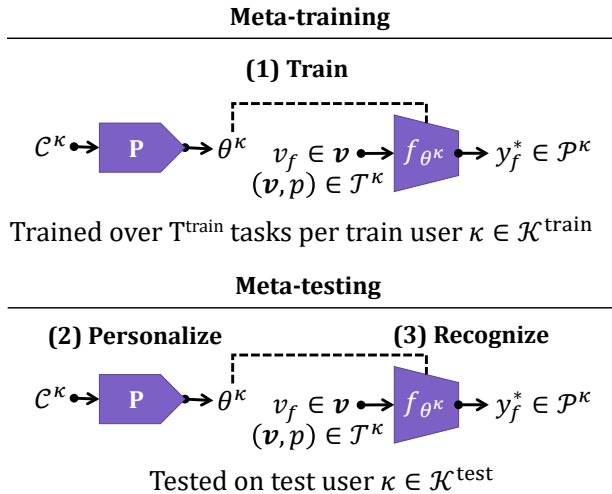 Meta-training
(1) Train
𝒞^κ P θ^κ v_f ∈ 𝒗 f_{θ^κ} y_f^* ∈ 𝒫^κ
(𝒗, p) ∈ 𝒯^κ
Trained over T^train tasks per train user κ ∈ 𝒦^train
Meta-testing
(2) Personalize (3) Recognize
𝒞^κ P θ^κ v_f ∈ 𝒗 f_{θ^κ} y_f^* ∈ 𝒫^κ
(𝒗, p) ∈ 𝒯^κ
Tested on test user κ ∈ 𝒦^test